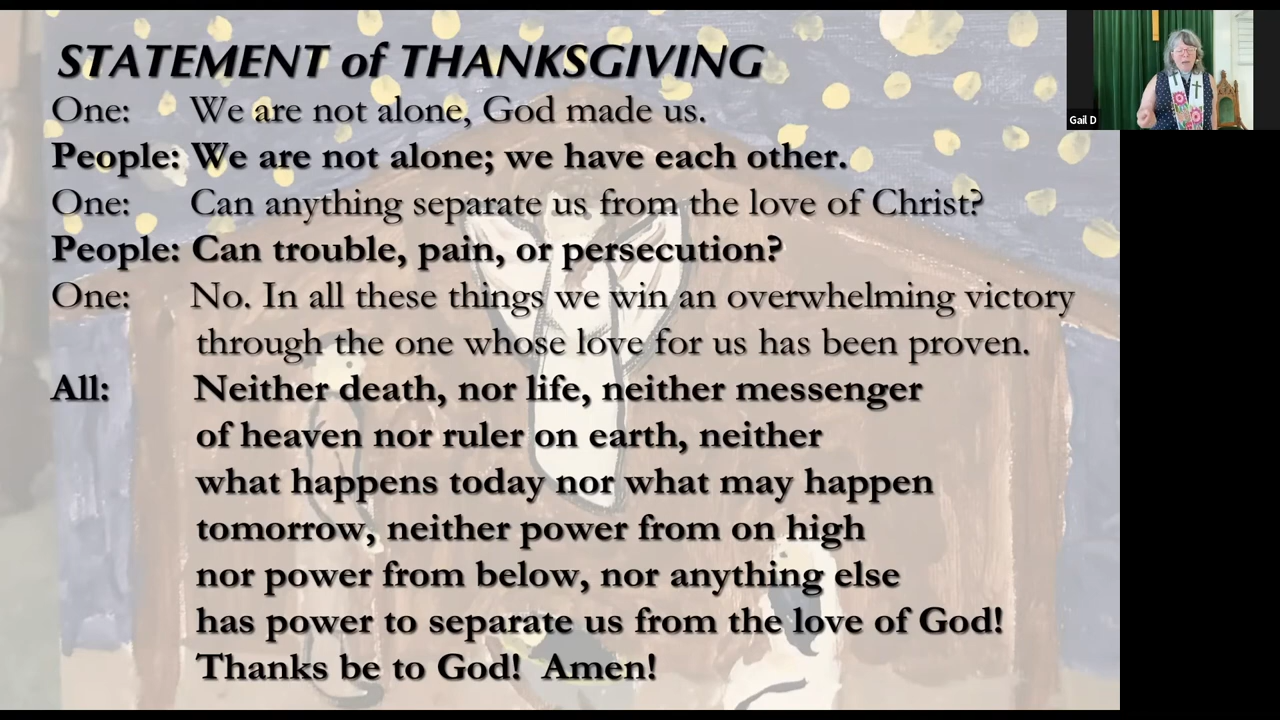 STATEMENT of THANKSGIVING
One: We are not alone, God made us.
People: We are not alone; we have each other.
One: Can anything separate us from the love of Christ?
People: Can trouble, pain, or persecution?
One: No. In all these things we win an overwhelming victory
through the one whose love for us has been proven.
All: Neither death, nor life, neither messenger
of heaven nor ruler on earth, neither
what happens today nor what may happen
tomorrow, neither power from on high
nor power from below, nor anything else
has power to separate us from the love of God!
Thanks be to God! Amen!
Gail D